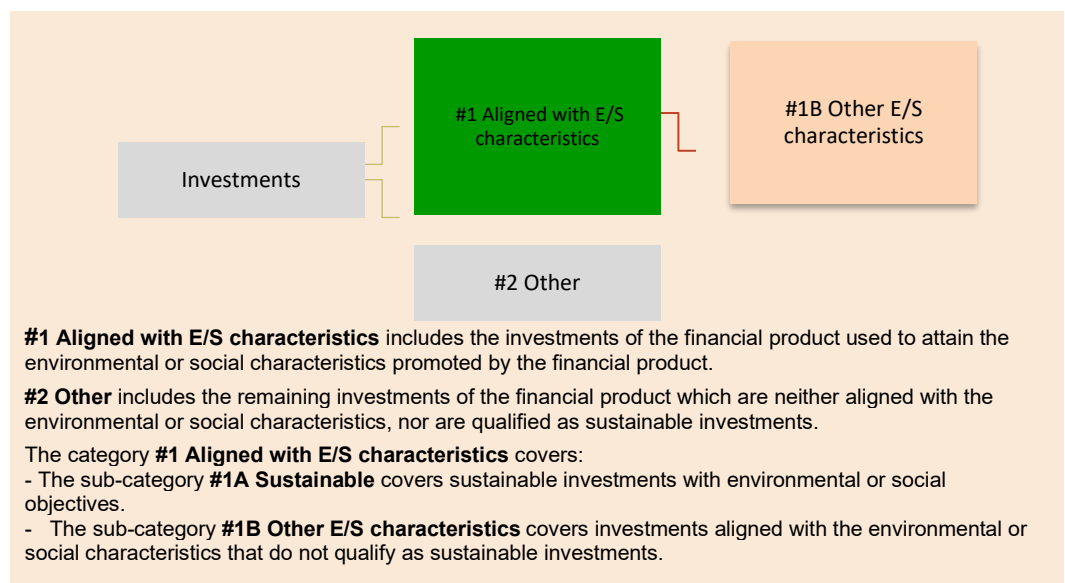 #1 Aligned with E/S
characteristics
#1B Other E/S
characteristics
Investments
#2 Other
#1 Aligned with E/S characteristics includes the investments of the financial product used to attain the
environmental or social characteristics promoted by the financial product.
#2 Other includes the remaining investments of the financial product which are neither aligned with the
environmental or social characteristics, nor are qualified as sustainable investments.
The category #1 Aligned with E/S characteristics covers:
- The sub-category #1A Sustainable covers sustainable investments with environmental or social
objectives.
- The sub-category #1B Other E/S characteristics covers investments aligned with the environmental or
social characteristics that do not qualify as sustainable investments.